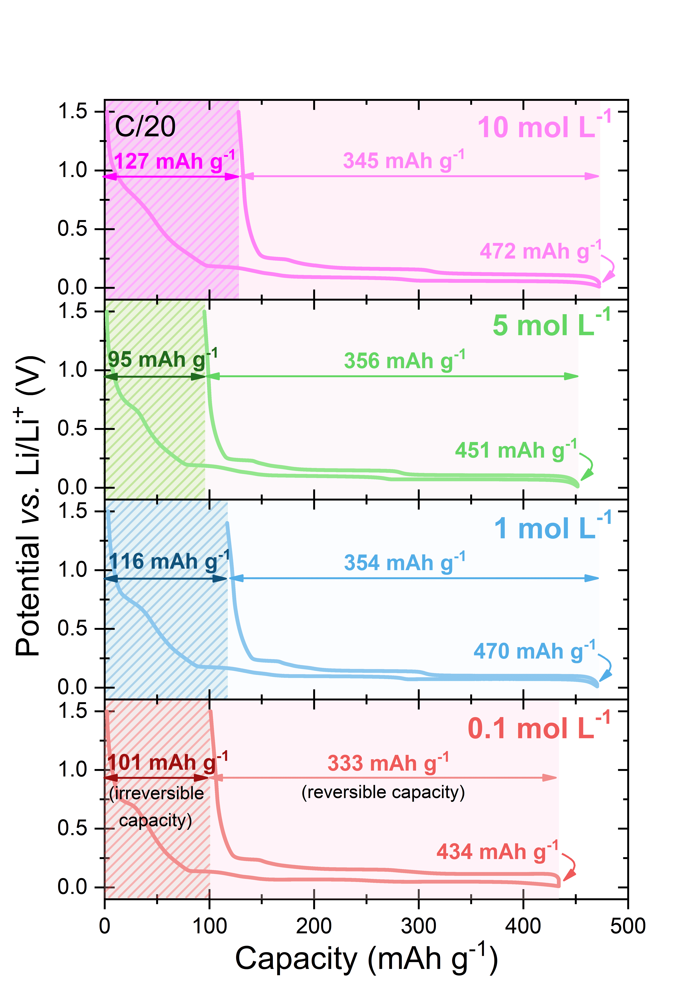 1.5
C/20
10 mol L⁻¹
127 mAh g⁻¹
345 mAh g⁻¹
1.0
0.5
472 mAh g⁻¹
0.0
1.5
5 mol L⁻¹
95 mAh g⁻¹
356 mAh g⁻¹
1.0
0.5
451 mAh g⁻¹
0.0
1.5
1 mol L⁻¹
116 mAh g⁻¹
354 mAh g⁻¹
1.0
0.5
470 mAh g⁻¹
0.0
1.5
0.1 mol L⁻¹
101 mAh g⁻¹
333 mAh g⁻¹
1.0
(irreversible
capacity)
(reversible capacity)
0.5
434 mAh g⁻¹
0.0
0 100 200 300 400 500
Capacity (mAh g⁻¹)
Potential vs. Li/Li⁺ (V)